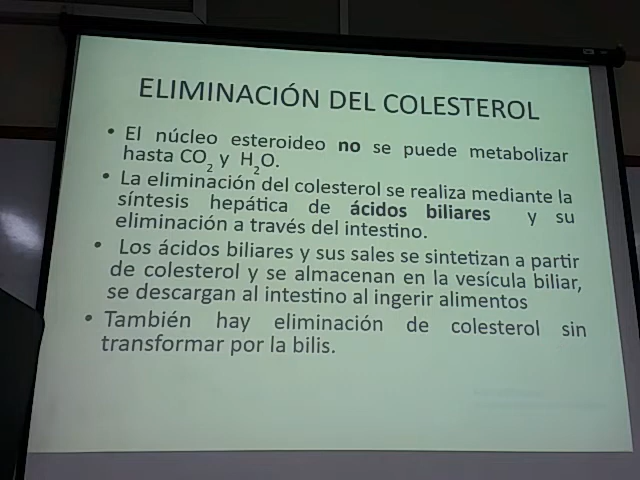 ELIMINACIÓN DEL COLESTEROL
• El núcleo esteroideo no se puede metabolizar
hasta CO2 y H2O.
• La eliminación del colesterol se realiza mediante la
síntesis hepática de ácidos biliares y su
eliminación a través del intestino.
• Los ácidos biliares y sus sales se sintetizan a partir
de colesterol y se almacenan en la vesícula biliar,
se descargan al intestino al ingerir alimentos
• También hay eliminación de colesterol sin
transformar por la bilis.